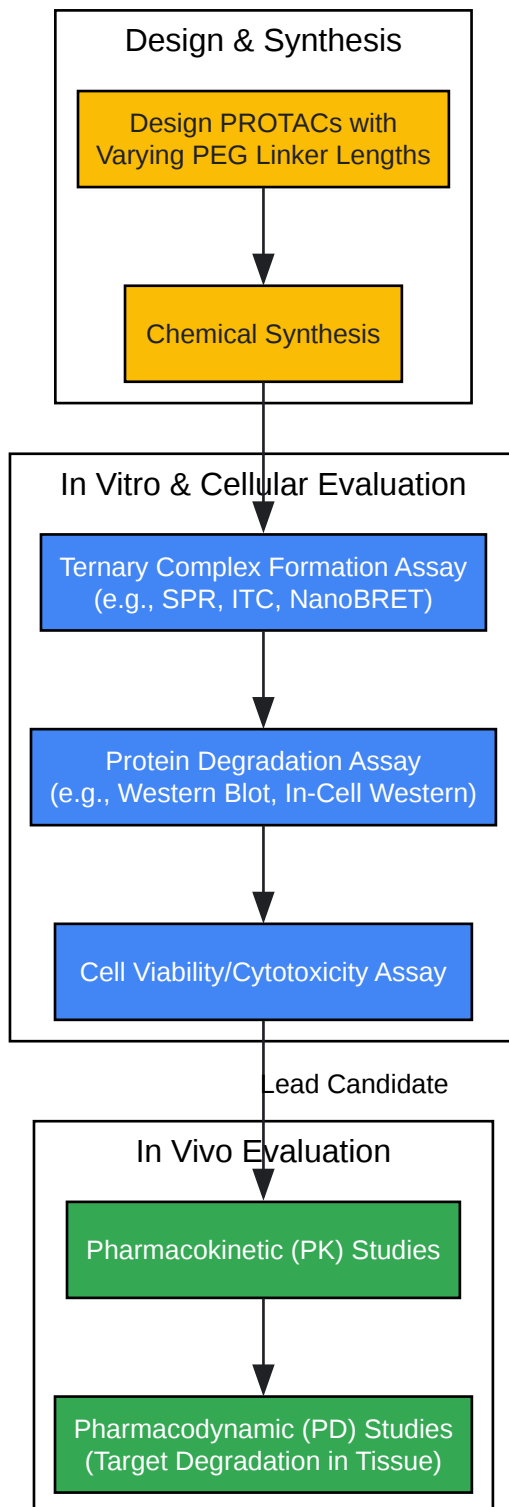 Design & Synthesis
Design PROTACs with
Varying PEG Linker Lengths
Chemical Synthesis
In Vitro & Cellular Evaluation
Ternary Complex Formation Assay
(e.g., SPR, ITC, NanoBRET)
Protein Degradation Assay
(e.g., Western Blot, In-Cell Western)
Cell Viability/Cytotoxicity Assay
Lead Candidate
In Vivo Evaluation
Pharmacokinetic (PK) Studies
Pharmacodynamic (PD) Studies
(Target Degradation in Tissue)